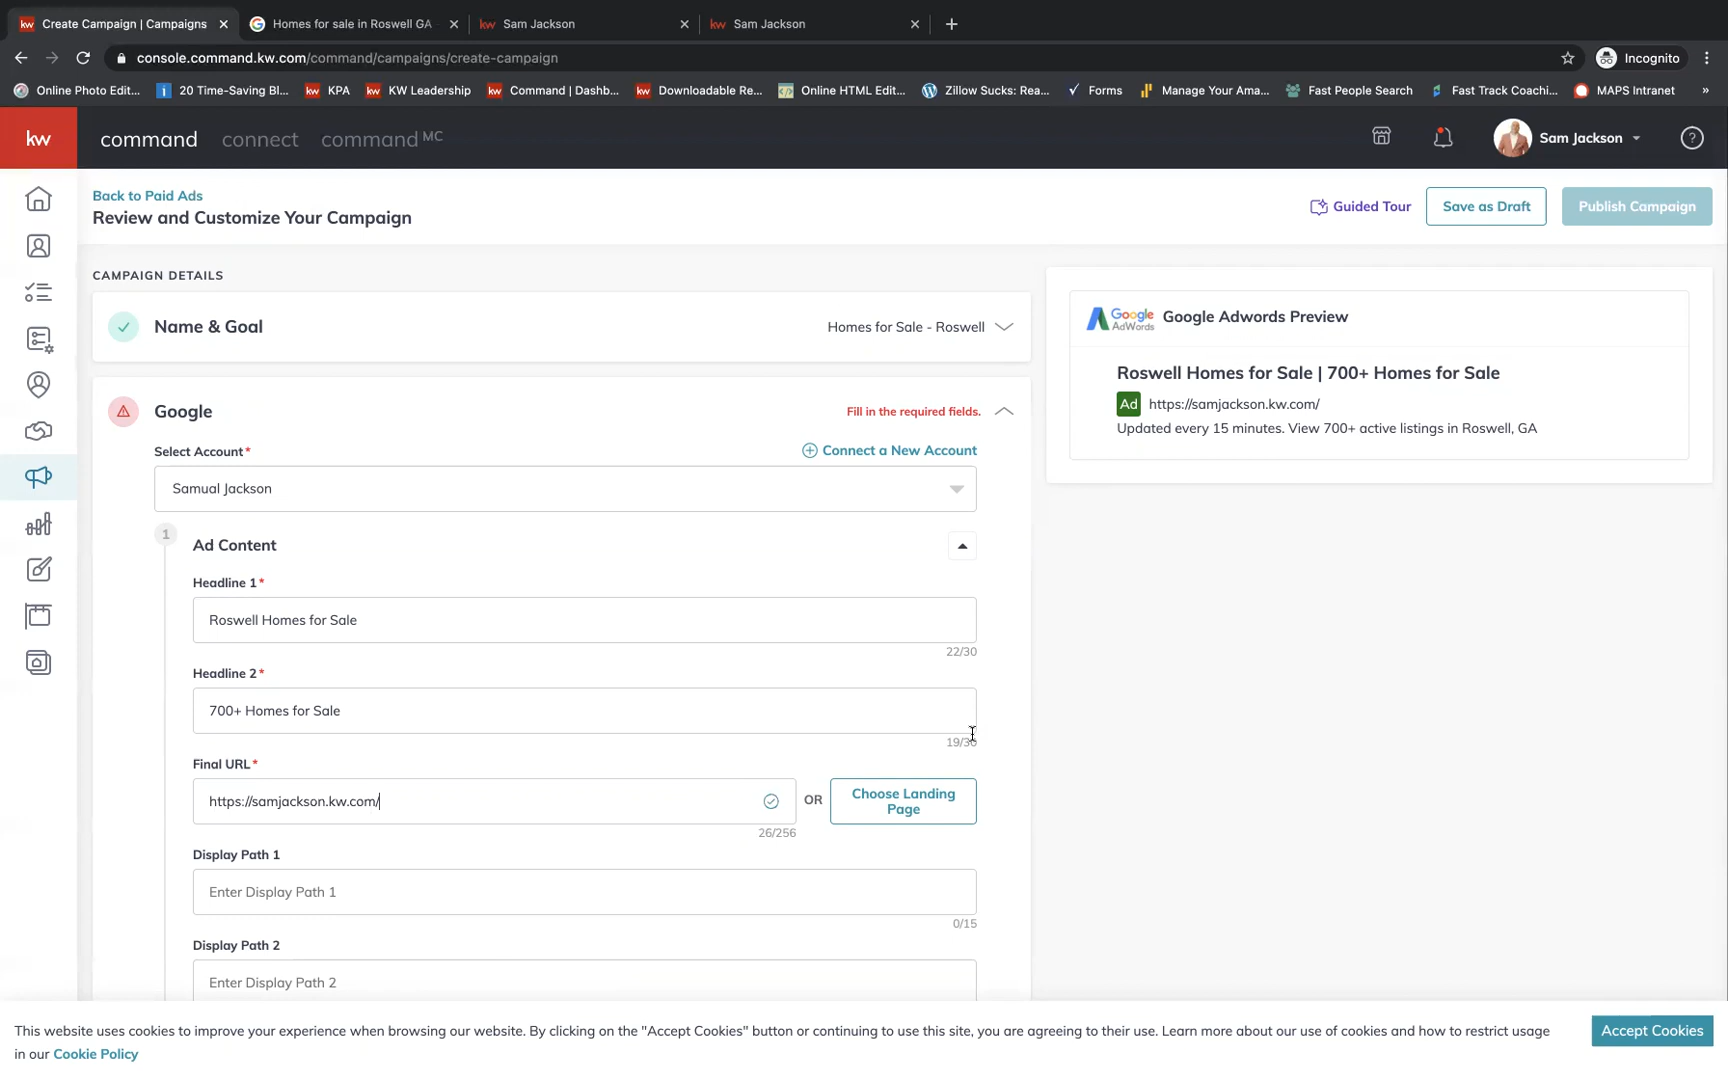 Create Campaign | Campaigns
Homes for sale in Roswell GA
kw Sam Jackson
kw Sam Jackson
console.command.kw.com/command/campaigns/create-campaign
Incognito
Online Photo Edit...
20 Time-Saving Bl...
KPA
KW Leadership
Command | Dashb...
Downloadable Re...
Online HTML Edit...
Zillow Sucks: Rea...
Forms
Manage Your Ama...
Fast People Search
Fast Track Coachi...
MAPS Intranet
»
kw
command connect command MC
Sam Jackson
Back to Paid Ads
Review and Customize Your Campaign
Guided Tour
Save as Draft
Publish Campaign
CAMPAIGN DETAILS
Name & Goal
Homes for Sale - Roswell
Google
Fill in the required fields.
Select Account*
Connect a New Account
Samual Jackson
1
Ad Content
Headline 1*
Roswell Homes for Sale
22/30
Headline 2*
700+ Homes for Sale
19/30
Final URL*
https://samjackson.kw.com/
OR
Choose Landing
Page
26/256
Display Path 1
Enter Display Path 1
0/15
Display Path 2
Enter Display Path 2
Google
AdWords
Google Adwords Preview
Roswell Homes for Sale | 700+ Homes for Sale
Ad https://samjackson.kw.com/
Updated every 15 minutes. View 700+ active listings in Roswell, GA
This website uses cookies to improve your experience when browsing our website. By clicking on the "Accept Cookies" button or continuing to use this site, you are agreeing to their use. Learn more about our use of cookies and how to restrict usage
in our Cookie Policy
Accept Cookies